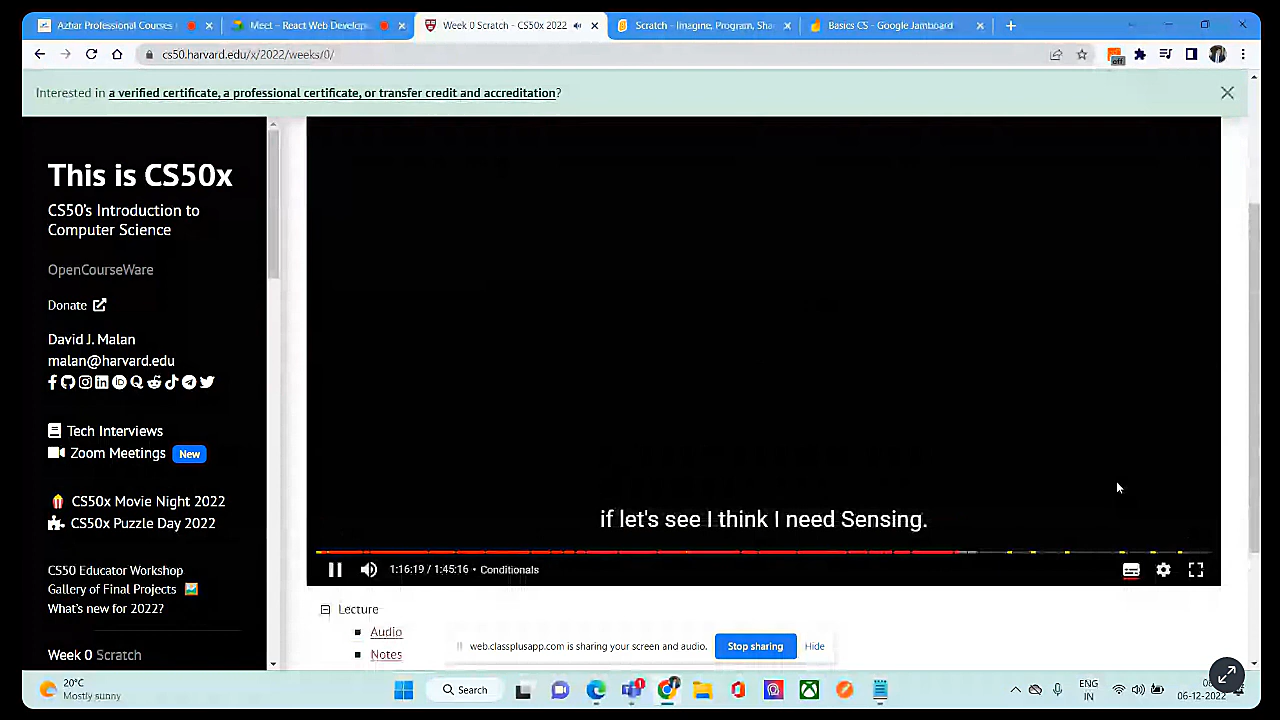 Azbar Professional Courses
Meet – React Web Develop
Week 0 Scratch - CS50x 2022
Scratch – Imagine, Program, Sha
Basics CS - Google Jamboard
cs50.harvard.edu/x/2022/weeks/0/
off
Interested in a verified certificate, a professional certificate, or transfer credit and accreditation?
This is CS50x
CS50's Introduction to
Computer Science
OpenCourseWare
Donate
David J. Malan
malan@harvard.edu
Tech Interviews
Zoom Meetings New
CS50x Movie Night 2022
CS50x Puzzle Day 2022
CS50 Educator Workshop
Gallery of Final Projects
What's new for 2022?
Week 0 Scratch
if let's see I think I need Sensing.
1:16:19 / 1:45:16 • Conditionals
Lecture
Audio
Notes
web.classplusapp.com is sharing your screen and audio.
Stop sharing
Hide
20°C
Mostly sunny
Search
1
ENG
IN
06-12-2022